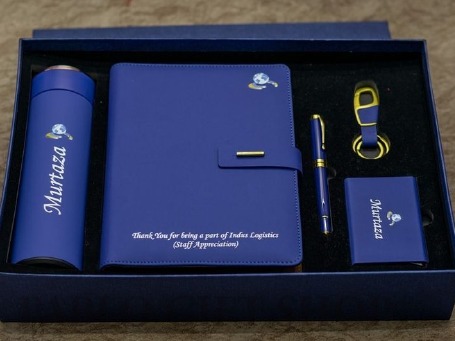 Murtaza
Thank You for being a part of Indus Logistics
(Staff Appreciation)
Murtaza